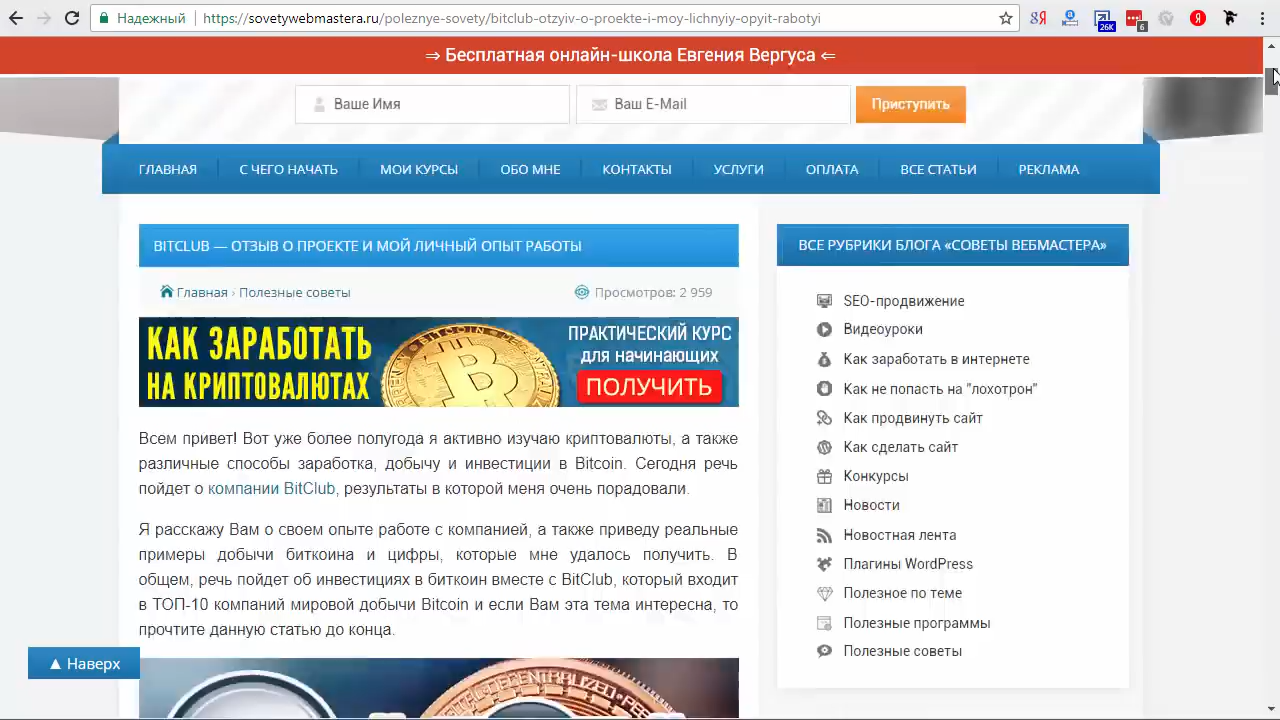 Надежный
https://sovetywebmastera.ru/poleznye-sovety/bitclub-otzyiv-o-proekte-i-moy-lichnyiy-opyit-rabotyi
Я
26K
6
Я
⇒ Бесплатная онлайн-школа Евгения Вергуса ⇐
Ваше Имя
Ваш E-Mail
Приступить
ГЛАВНАЯ
С ЧЕГО НАЧАТЬ
МОИ КУРСЫ
ОБО МНЕ
КОНТАКТЫ
УСЛУГИ
ОПЛАТА
ВСЕ СТАТЬИ
РЕКЛАМА
BITCLUB — ОТЗЫВ О ПРОЕКТЕ И МОЙ ЛИЧНЫЙ ОПЫТ РАБОТЫ
Главная › Полезные советы
Просмотров: 2 959
КАК ЗАРАБОТАТЬ
НА КРИПТОВАЛЮТАХ
ПРАКТИЧЕСКИЙ КУРС
для начинающих
ПОЛУЧИТЬ
Всем привет! Вот уже более полугода я активно изучаю криптовалюты, а также
различные способы заработка, добычу и инвестиции в Bitcoin. Сегодня речь
пойдет о компании BitClub, результаты в которой меня очень порадовали.
Я расскажу Вам о своем опыте работе с компанией, а также приведу реальные
примеры добычи биткоина и цифры, которые мне удалось получить. В
общем, речь пойдет об инвестициях в биткоин вместе с BitClub, который входит
в ТОП-10 компаний мировой добычи Bitcoin и если Вам эта тема интересна, то
прочтите данную статью до конца.
DECENTRALIZED
▲ Наверх
ВСЕ РУБРИКИ БЛОГА «СОВЕТЫ ВЕБМАСТЕРА»
SEO-продвижение
Видеоуроки
Как заработать в интернете
Как не попасть на "лохотрон"
Как продвинуть сайт
Как сделать сайт
Конкурсы
Новости
Новостная лента
Плагины WordPress
Полезное по теме
Полезные программы
Полезные советы